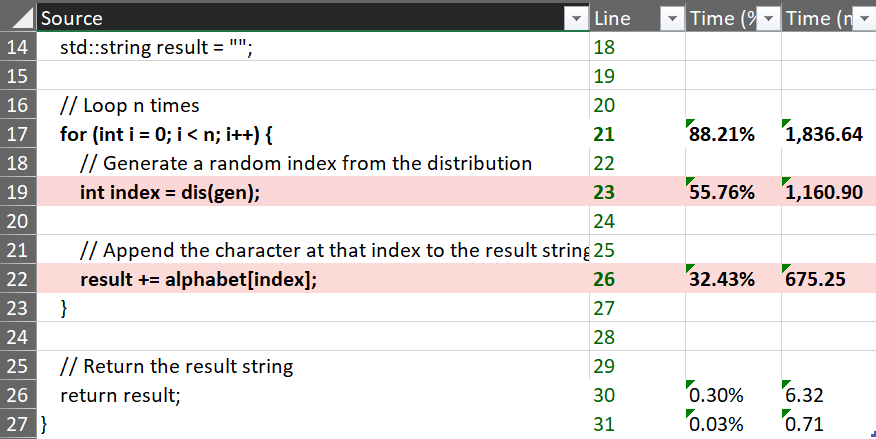 Source Line Time (% Time (n
14 std::string result = ""; 18
15 19
16 // Loop n times 20
17 for (int i = 0; i < n; i++) { 21 88.21% 1,836.64
18 // Generate a random index from the distribution 22
19 int index = dis(gen); 23 55.76% 1,160.90
20 24
21 // Append the character at that index to the result string 25
22 result += alphabet[index]; 26 32.43% 675.25
23 } 27
24 28
25 // Return the result string 29
26 return result; 30 0.30% 6.32
27 } 31 0.03% 0.71